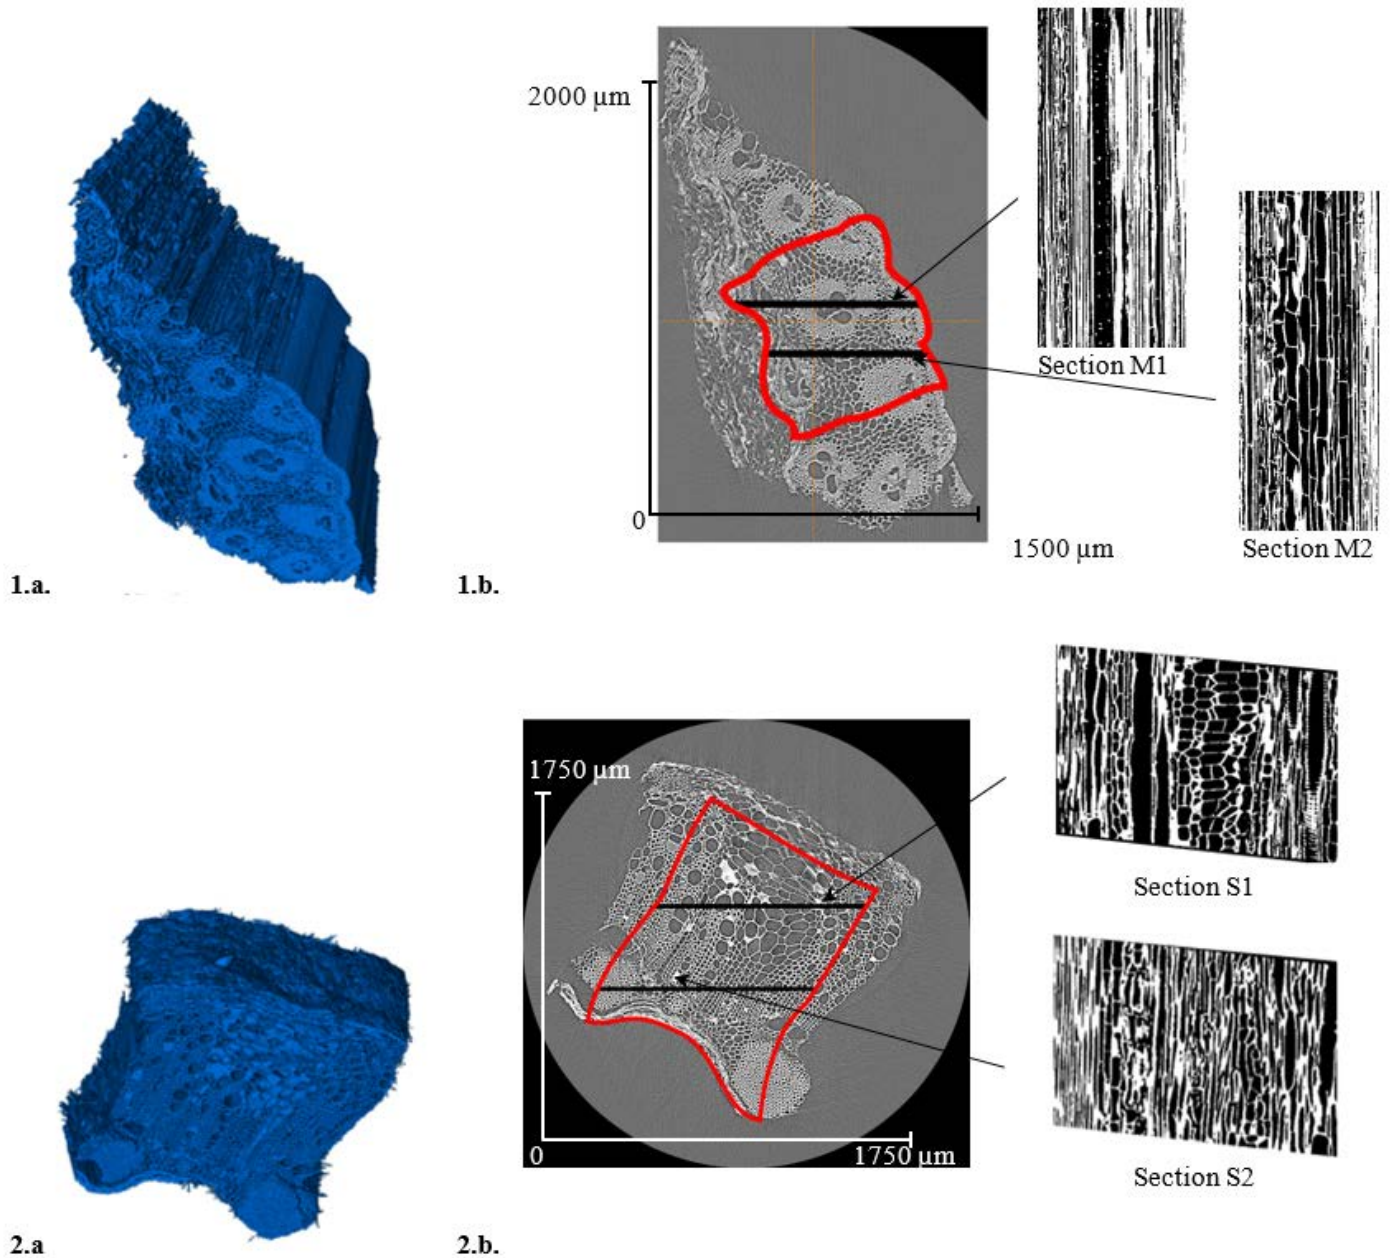 2000 µm
0
1500 µm
Section M1
Section M2
1.a.
1.b.
1750 µm
0
1750 µm
Section S1
Section S2
2.a
2.b.